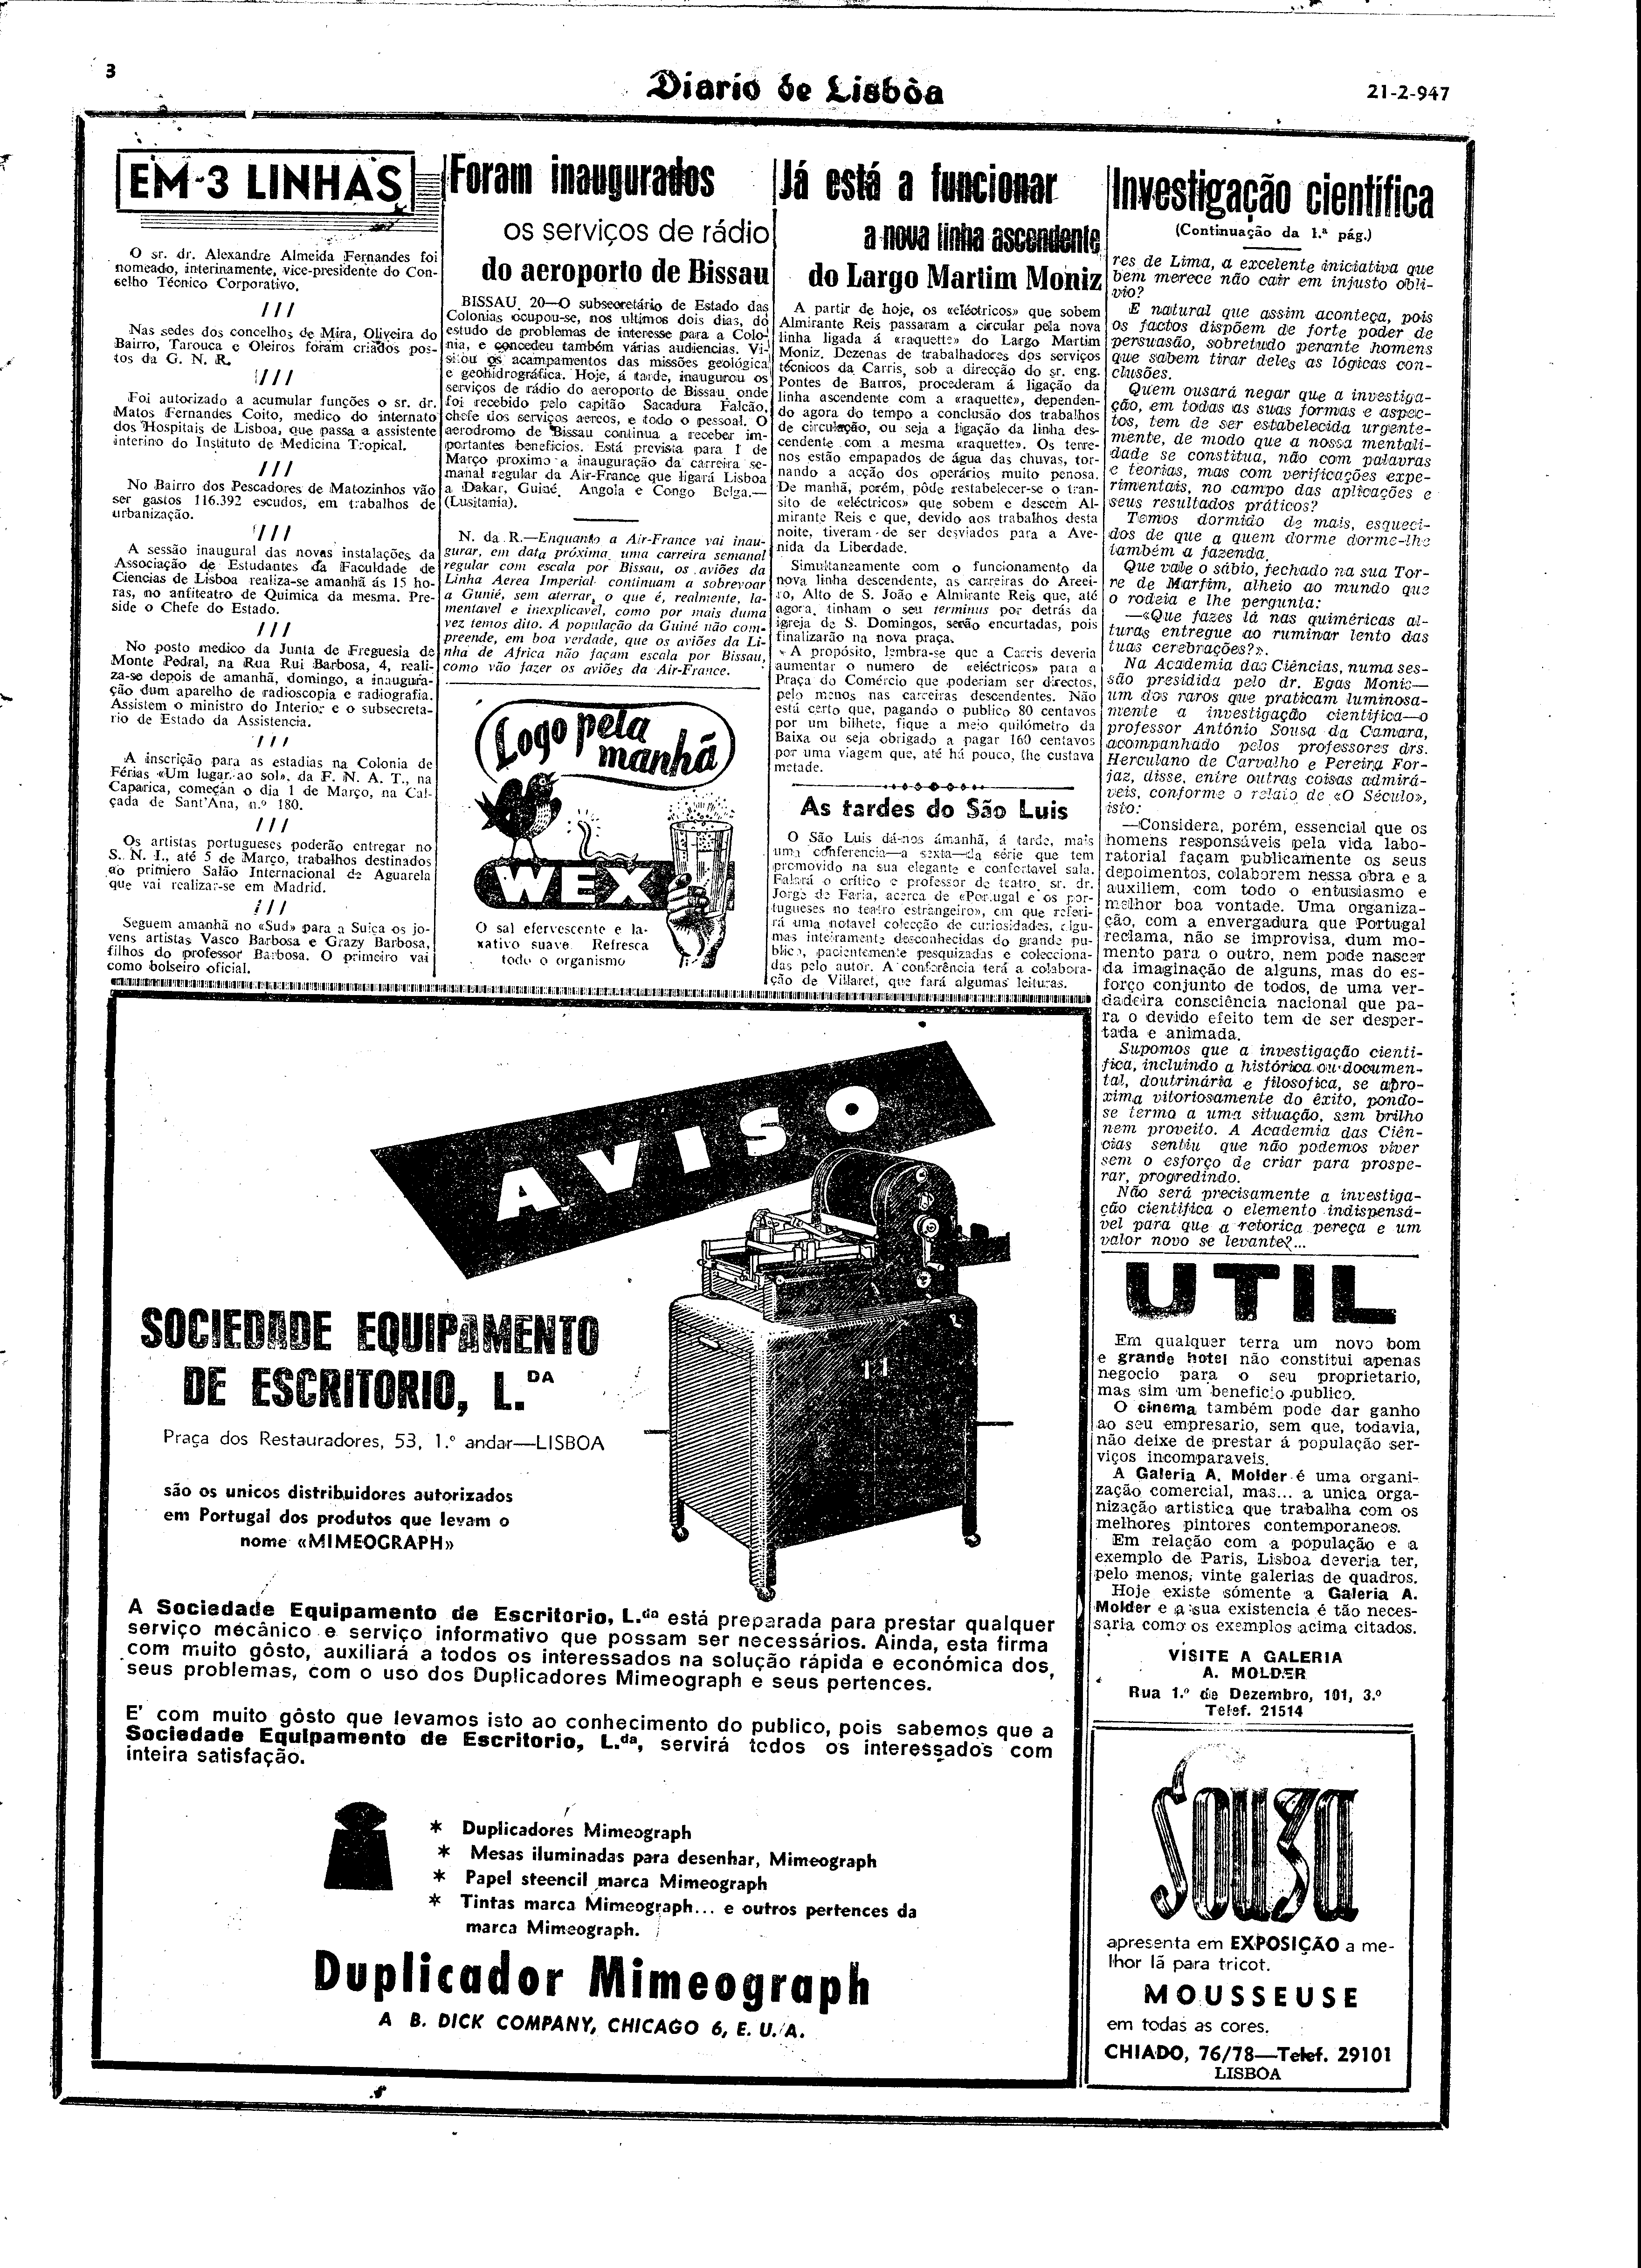 3
Diario de Lisbôa
21-2-947
EM-3 LINHAS
O sr. dr. Alexandre Almeida Fernandes foi
nomeado, interinamente, vice-presidente do Con-
selho Técnico Corporativo.
///
Nas sedes dos concelhos de Mira, Oliveira do
Bairro, Tarouca e Oleiros foram criados pos-
tos da G. N. R.
///
Foi autorizado a acumular funções o sr. dr.
Matos Fernandes Coito, medico do internato
dos Hospitais de Lisboa, que passa a assistente
interino do Instituto de Medicina Tropical.
///
No Bairro dos Pescadores de Matozinhos vão
ser gastos 116.392 escudos, em trabalhos de
urbanização.
///
A sessão inaugural das novas instalações da
Associação de Estudantes da Faculdade de
Ciencias de Lisboa realiza-se amanhã ás 15 ho-
ras, no anfiteatro de Quimica da mesma. Pre-
side o Chefe do Estado.
///
No posto medico da Junta de Freguesia de
Monte Pedral, na Rua Rui Barbosa, 4, reali-
za-se depois de amanhã, domingo, a inaugura-
ção dum aparelho de radioscopia e radiografia.
Assistem o ministro do Interior e o subsecreta-
rio de Estado da Assistencia.
///
A inscrição para as estadias na Colonia de
Férias «Um lugar ao sol», da F. N. A. T., na
Caparica, começan o dia 1 de Março, na Cal-
çada de Sant'Ana, n.º 180.
///
Os artistas portugueses poderão entregar no
S. N. I., até 5 de Março, trabalhos destinados
ao primiero Salão Internacional de Aguarela
que vai realizar-se em Madrid.
///
Seguem amanhã no «Sud» para a Suiça os jo-
vens artistas Vasco Barbosa e Grazy Barbosa,
filhos do professor Barbosa. O primeiro vai
como bolseiro oficial.
Foram inaugurados
os serviços de rádio
do aeroporto de Bissau
BISSAU, 20—O subsecretário de Estado das
Colonias ocupou-se, nos ultimos dois dias, do
estudo de problemas de interesse para a Colo-
nia, e concedeu também várias audiencias. Vi-
sitou os acampamentos das missões geológica
e geohidrográfica. Hoje, á tarde, inaugurou os
serviços de rádio do aeroporto de Bissau, onde
foi recebido pelo capitão Sacadura Falcão,
chefe dos serviços aereos, e todo o pessoal. O
aerodromo de Bissau continua a receber im-
portantes beneficios. Está prevista para 1 de
Março proximo a inauguração da carreira se-
manal regular da Air-France que ligará Lisboa
a Dakar, Guiné, Angola e Congo Belga.—
(Lusitania).
N. da R.—Enquanto a Air-France vai inau-
gurar, em data próxima, uma carreira semanal
regular com escala por Bissau, os aviões da
Linha Aerea Imperial continuam a sobrevoar
a Gunié, sem aterrar, o que é, realmente, la-
mentavel e inexplicavel, como por mais duma
vez temos dito. A população da Guiné não com-
preende, em boa verdade, que os aviões da Li-
nha de Africa não façam escala por Bissau,
como vão fazer os aviões da Air-France.
Logo pela
manhã
WEX
O sal efervescente e la-
xativo suave. Refresca
todo o organismo
Já está a funcionar
a nova linha ascendente
do Largo Martim Moniz
A partir de hoje, os «eléctricos» que sobem
Almirante Reis passaram a circular pela nova
linha ligada á «raquette» do Largo Martim
Moniz. Dezenas de trabalhadores dos serviços
técnicos da Carris, sob a direcção do sr. eng.
Pontes de Barros, procederam á ligação da
linha ascendente com a «raquette», dependen-
do agora do tempo a conclusão dos trabalhos
de circulação, ou seja a ligação da linha des-
cendente com a mesma «raquette». Os terre-
nos estão empapados de água das chuvas, tor-
nando a acção dos operários muito penosa.
De manhã, porém, pôde restabelecer-se o tran-
sito de «eléctricos» que sobem e descem Al-
mirante Reis e que, devido aos trabalhos desta
noite, tiveram de ser desviados para a Ave-
nida da Liberdade.
Simultaneamente com o funcionamento da
nova linha descendente, as carreiras do Areei-
ro, Alto de S. João e Almirante Reis que, até
agora, tinham o seu terminus por detrás da
igreja de S. Domingos, serão encurtadas, pois
finalizarão na nova praça.
A propósito, lembra-se que a Carris deveria
aumentar o numero de «eléctricos» para a
Praça do Comércio que poderiam ser directos,
pelo menos nas carreiras descendentes. Não
está certo que, pagando o publico 80 centavos
por um bilhete, fique a meio quilómetro da
Baixa ou seja obrigado a pagar 160 centavos
por uma viagem que, até há pouco, lhe custava
metade.
As tardes do São Luis
O São Luis dá-nos ámanhã, á tarde, mais
uma conferencia—a sexta—da série que tem
promovido na sua elegante e confortavel sala.
Falará o crítico e professor de teatro, sr. dr.
Jorge de Faria, acerca de «Portugal e os por-
tugueses no teatro estrangeiro», em que referi-
rá uma notavel colecção de curiosidades, algu-
mas inteiramente desconhecidas do grande pu-
blico, pacientemente pesquizadas e colecciona-
das pelo autor. A conferência terá a colabora-
ção de Villaret, que fará algumas leituras.
Investigação científica
(Continuação da 1.ª pág.)
res de Lima, a excelente iniciativa que
bem merece não cair em injusto obli-
vio?
E natural que assim aconteça, pois
os factos dispõem de forte poder de
persuasão, sobretudo perante homens
que sabem tirar deles as lógicas con-
clusões.
Quem ousará negar que a investiga-
ção, em todas as suas formas e aspec-
tos, tem de ser estabelecida urgente-
mente, de modo que a nossa mentali-
dade se constitua, não com palavras
e teorias, mas com verificações expe-
rimentais, no campo das aplicações e
seus resultados práticos?
Temos dormido de mais, esqueci-
dos de que a quem dorme dorme-lhe
também a fazenda.
Que vale o sábio, fechado na sua Tor-
re de Marfim, alheio ao mundo que
o rodeia e lhe pergunta:
—«Que fazes lá nas quiméricas al-
turas entregue ao ruminar lento das
tuas cerebrações?».
Na Academia das Ciências, numa ses-
são presidida pelo dr. Egas Monis—
um dos raros que praticam luminosa-
mente a investigação cientifica—o
professor António Sousa da Camara,
acompanhado pelos professores drs.
Herculano de Carvalho e Pereira For-
jaz, disse, entre outras coisas admirá-
veis, conforme o relato de «O Século»,
isto:
—Considera, porém, essencial que os
homens responsáveis pela vida labo-
ratorial façam publicamente os seus
depoimentos, colaborem nessa obra e a
auxiliem, com todo o entusiasmo e
melhor boa vontade. Uma organiza-
ção, com a envergadura que Portugal
reclama, não se improvisa, dum mo-
mento para o outro, nem pode nascer
da imaginação de alguns, mas do es-
forço conjunto de todos, de uma ver-
dadeira consciência nacional que pa-
ra o devido efeito tem de ser desper-
tada e animada.
Supomos que a investigação cienti-
fica, incluindo a histórica ou documen-
tal, doutrinária e filosofica, se apro-
xima vitoriosamente do êxito, pondo-
se termo a uma situação, sem brilho
nem proveito. A Academia das Ciên-
cias sentiu que não podemos viver
sem o esforço de criar para prospe-
rar, progredindo.
Não será precisamente a investiga-
ção cientifica o elemento indispensá-
vel para que a retorica pereça e um
valor novo se levante?...
UTIL
Em qualquer terra um novo bom
e grande hotel não constitui apenas
negocio para o seu proprietario,
mas sim um beneficio publico.
O cinema também pode dar ganho
ao seu empresario, sem que, todavia,
não deixe de prestar á população ser-
viços incomparaveis.
A Galeria A. Molder é uma organi-
zação comercial, mas... a unica orga-
nização artistica que trabalha com os
melhores pintores contemporaneos.
Em relação com a população e a
exemplo de Paris, Lisboa deveria ter,
pelo menos, vinte galerias de quadros.
Hoje existe sómente a Galeria A.
Molder e a sua existencia é tão neces-
saria como os exemplos acima citados.
VISITE A GALERIA
A. MOLDER
Rua 1.º de Dezembro, 101, 3.º
Telef. 21514
AVISO
SOCIEDADE EQUIPAMENTO
DE ESCRITORIO, L.DA
Praça dos Restauradores, 53, 1.º andar—LISBOA
são os unicos distribuidores autorizados
em Portugal dos produtos que levam o
nome «MIMEOGRAPH»
A Sociedade Equipamento de Escritorio, L.da está preparada para prestar qualquer
serviço mecânico e serviço informativo que possam ser necessários. Ainda, esta firma
com muito gôsto, auxiliará a todos os interessados na solução rápida e económica dos,
seus problemas, com o uso dos Duplicadores Mimeograph e seus pertences.
E' com muito gôsto que levamos isto ao conhecimento do publico, pois sabemos que a
Sociedade Equipamento de Escritorio, L.da, servirá todos os interessados com
inteira satisfação.
* Duplicadores Mimeograph
* Mesas iluminadas para desenhar, Mimeograph
* Papel steencil marca Mimeograph
* Tintas marca Mimeograph... e outros pertences da
marca Mimeograph.
Duplicador Mimeograph
A B. DICK COMPANY, CHICAGO 6, E. U. A.
Souza
apresenta em EXPOSIÇÃO a me-
lhor lã para tricot.
MOUSSEUSE
em todas as cores.
CHIADO, 76/78—Telef. 29101
LISBOA